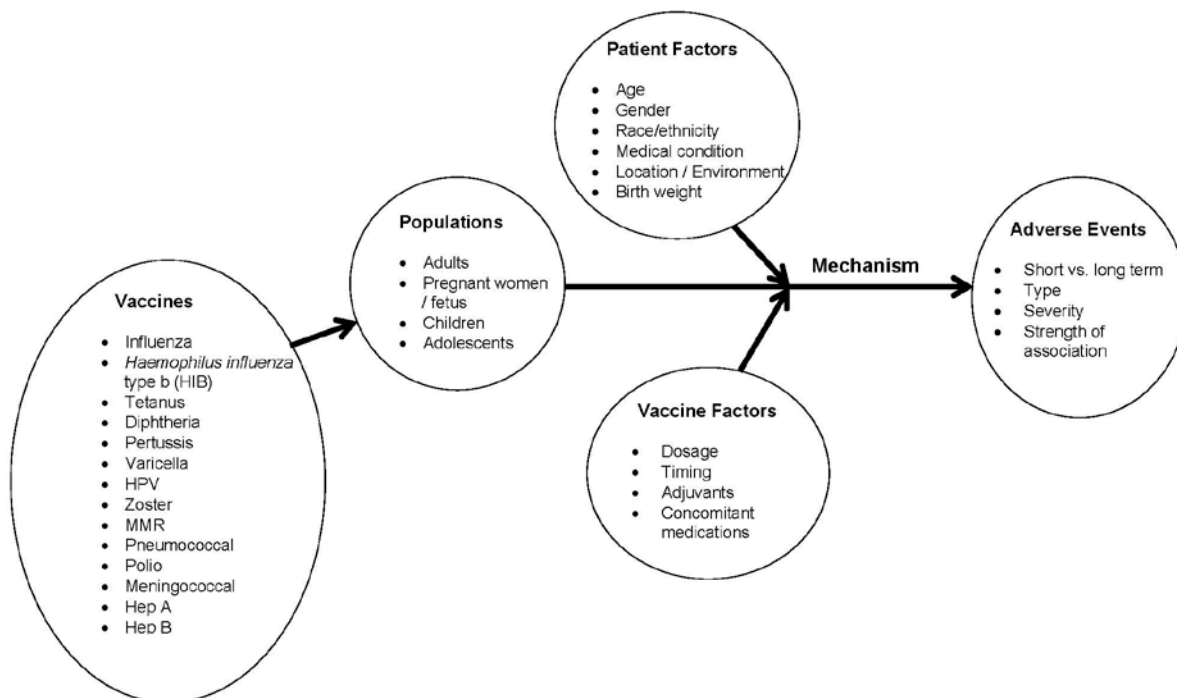 Vaccines
• Influenza
• Haemophilus influenza
type b (HIB)
• Tetanus
• Diphtheria
• Pertussis
• Varicella
• HPV
• Zoster
• MMR
• Pneumococcal
• Polio
• Meningococcal
• Hep A
• Hep B
Populations
• Adults
• Pregnant women
/ fetus
• Children
• Adolescents
Patient Factors
• Age
• Gender
• Race/ethnicity
• Medical condition
• Location / Environment
• Birth weight
Vaccine Factors
• Dosage
• Timing
• Adjuvants
• Concomitant
medications
Mechanism
Adverse Events
• Short vs. long term
• Type
• Severity
• Strength of
association